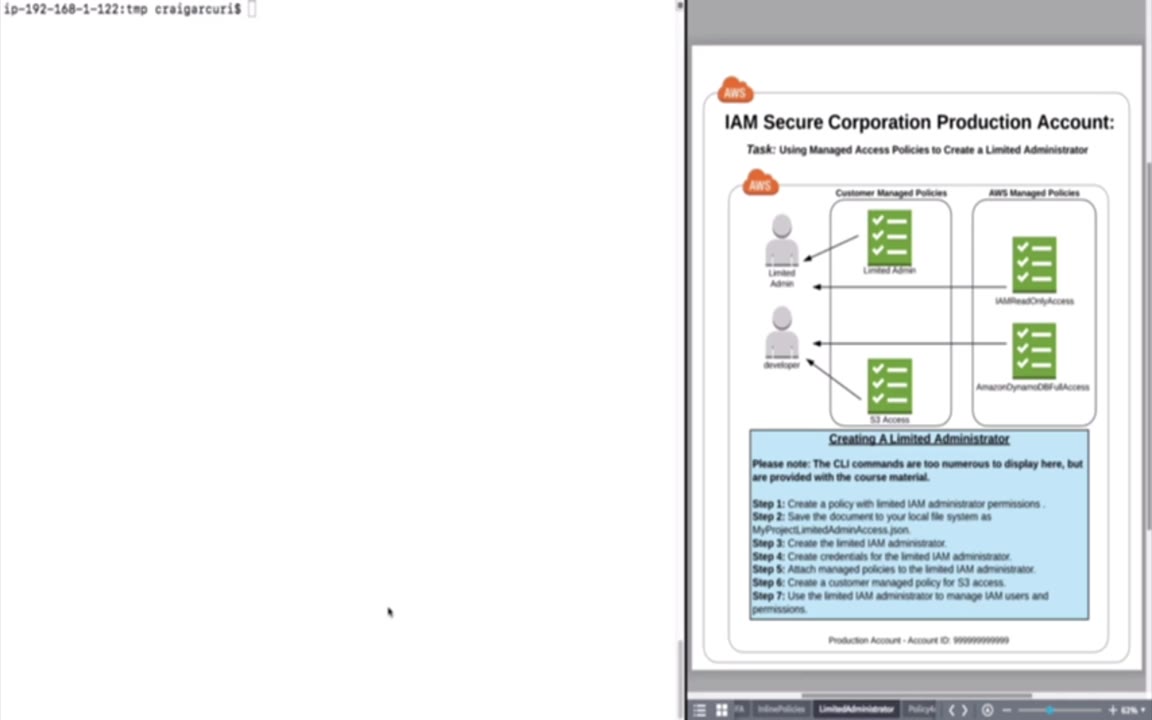 ip-192-168-1-122:tmp craigarcuri$
AWS
IAM Secure Corporation Production Account:
Task: Using Managed Access Policies to Create a Limited Administrator
AWS
Customer Managed Policies
AWS Managed Policies
Limited
Admin
Limited Admin
IAMReadOnlyAccess
developer
S3 Access
AmazonDynamoDBFullAccess
Creating A Limited Administrator
Please note: The CLI commands are too numerous to display here, but
are provided with the course material.
Step 1: Create a policy with limited IAM administrator permissions .
Step 2: Save the document to your local file system as
MyProjectLimitedAdminAccess.json.
Step 3: Create the limited IAM administrator.
Step 4: Create credentials for the limited IAM administrator.
Step 5: Attach managed policies to the limited IAM administrator.
Step 6: Create a customer managed policy for S3 access.
Step 7: Use the limited IAM administrator to manage IAM users and
permissions.
Production Account - Account ID: 999999999999
InlinePolicies
LimitedAdministrator
62%